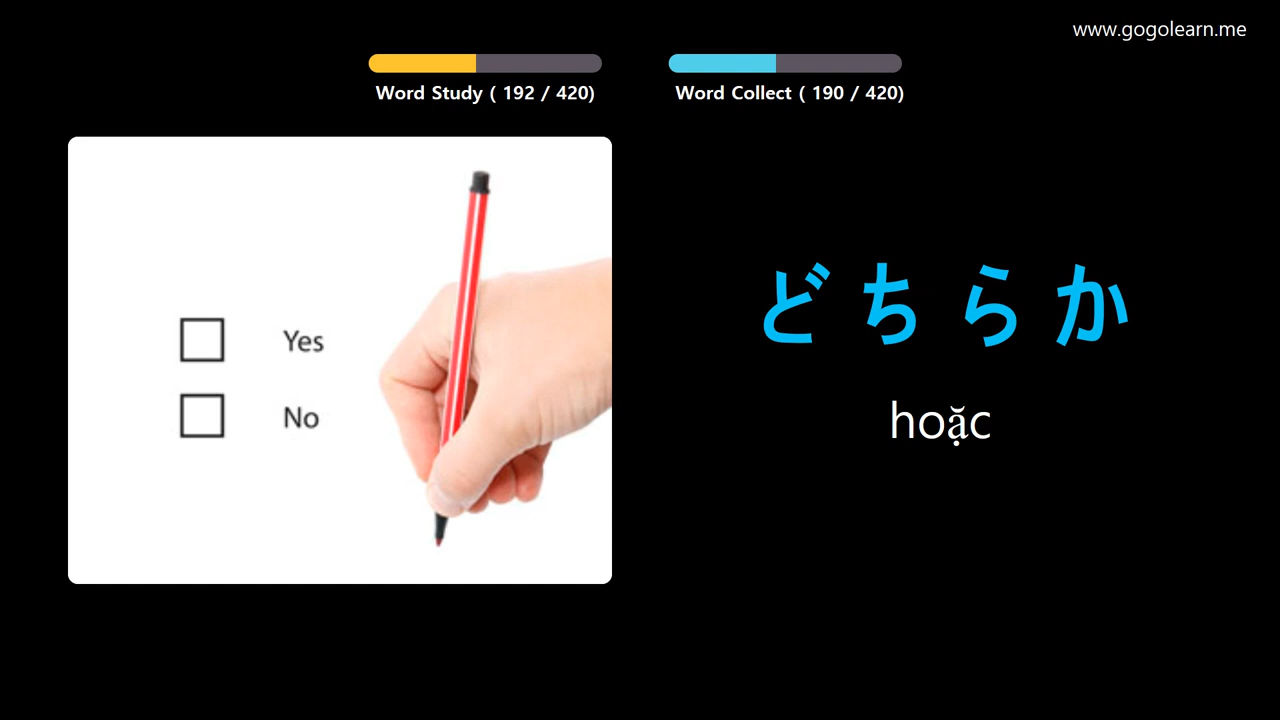 www.gogolearn.me
Word Study ( 192 / 420)
Word Collect ( 190 / 420)
Yes
No
どちらか
hoặc